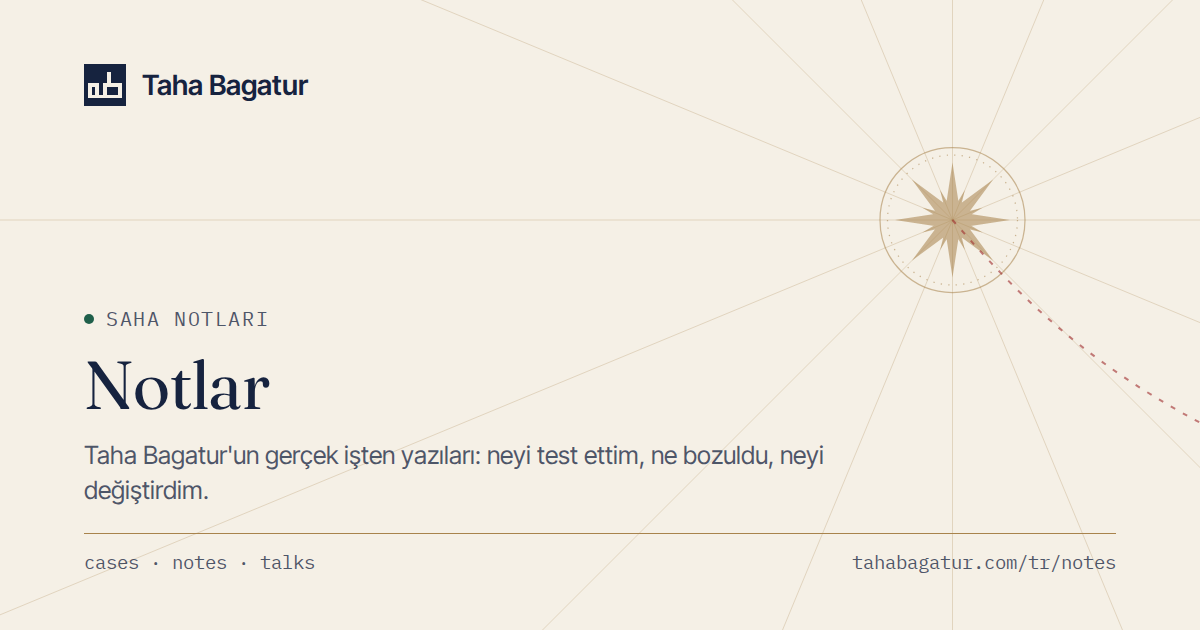 Taha Bagatur
SAHA NOTLARI
Notlar
Taha Bagatur'un gerçek işten yazıları: neyi test ettim, ne bozuldu, neyi
değiştirdim.
cases · notes · talks
tahabagatur.com/tr/notes